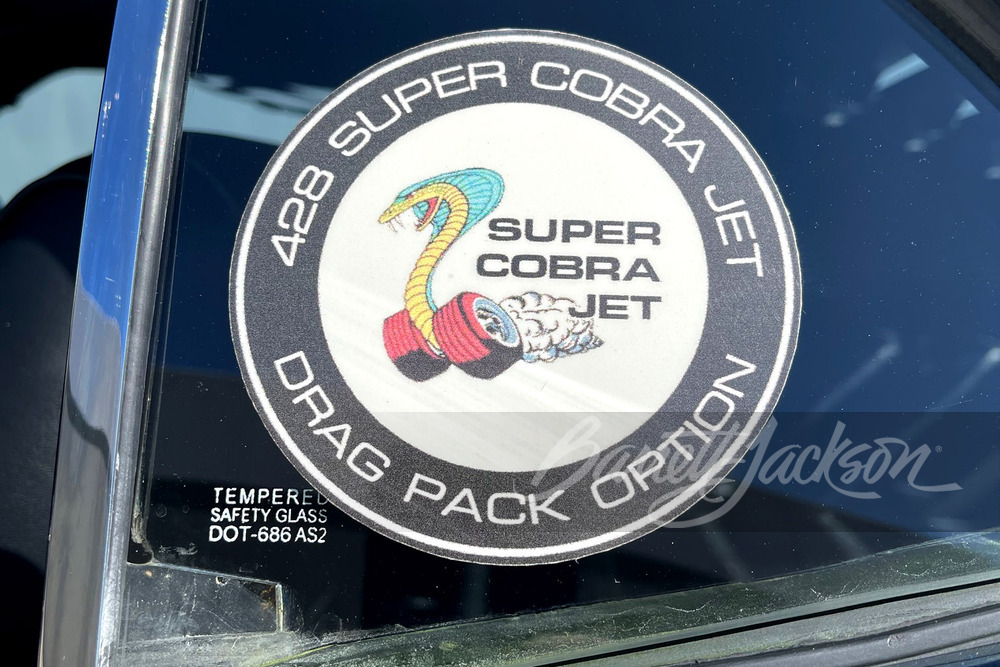 428 SUPER COBRA JET
SUPER
COBRA
JET
DRAG PACK OPTION
TEMPERED
SAFETY GLASS
DOT-686 AS2
Barrett-Jackson®